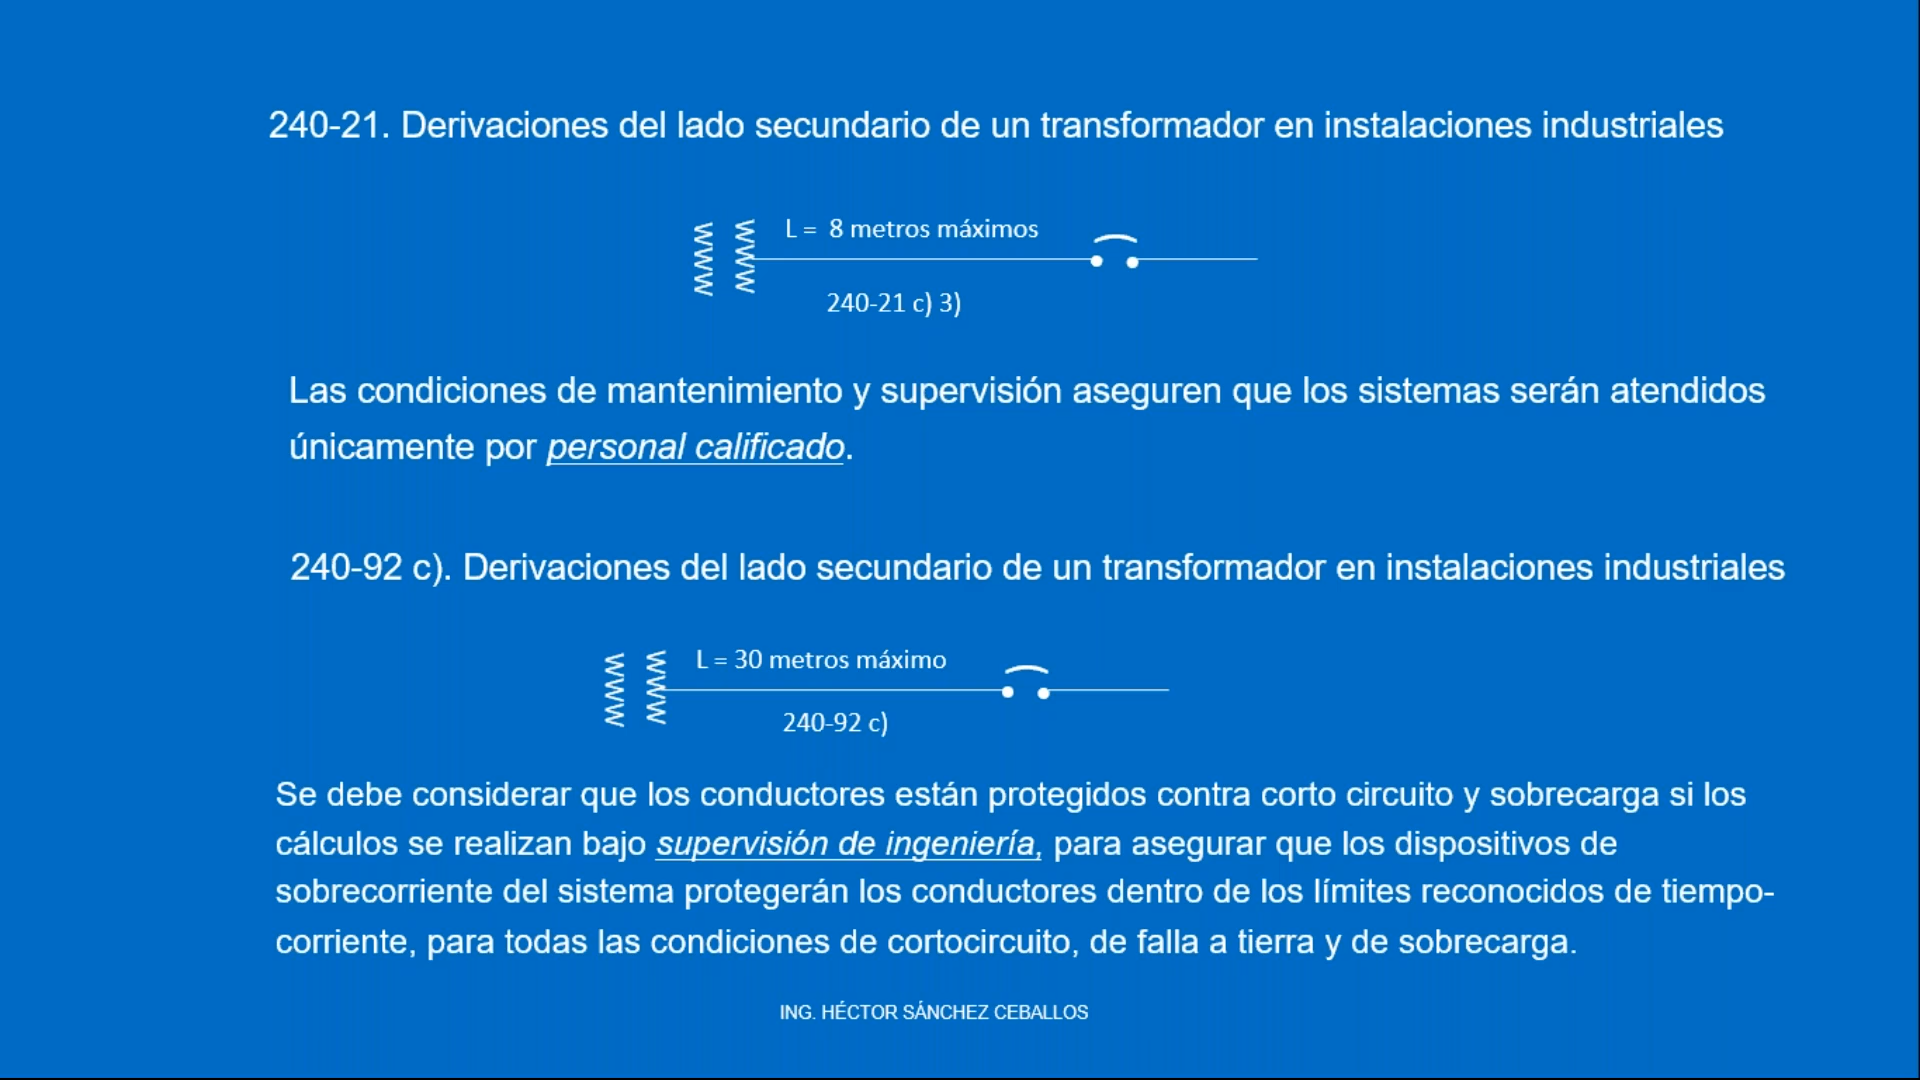 240-21. Derivaciones del lado secundario de un transformador en instalaciones industriales
L = 8 metros máximos
240-21 c) 3)
Las condiciones de mantenimiento y supervisión aseguren que los sistemas serán atendidos
únicamente por personal calificado.
240-92 c). Derivaciones del lado secundario de un transformador en instalaciones industriales
L = 30 metros máximo
240-92 c)
Se debe considerar que los conductores están protegidos contra corto circuito y sobrecarga si los
cálculos se realizan bajo supervisión de ingeniería, para asegurar que los dispositivos de
sobrecorriente del sistema protegerán los conductores dentro de los límites reconocidos de tiempo-
corriente, para todas las condiciones de cortocircuito, de falla a tierra y de sobrecarga.
ING. HÉCTOR SÁNCHEZ CEBALLOS